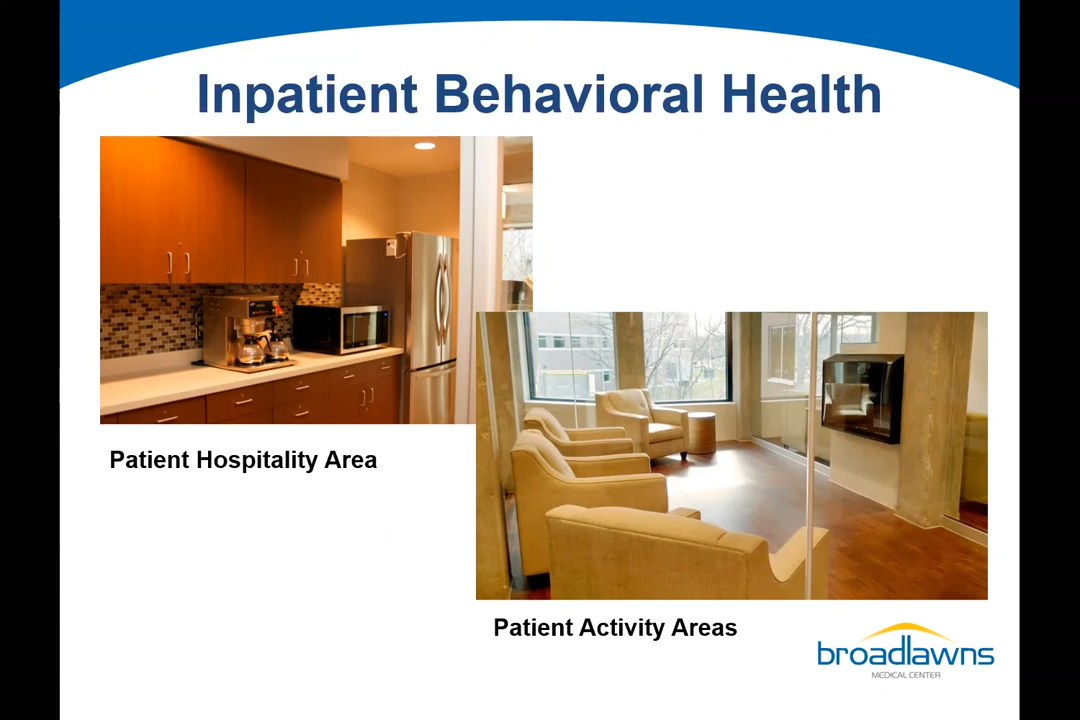 Inpatient Behavioral Health
Patient Hospitality Area
Patient Activity Areas
broadlawns
MEDICAL CENTER